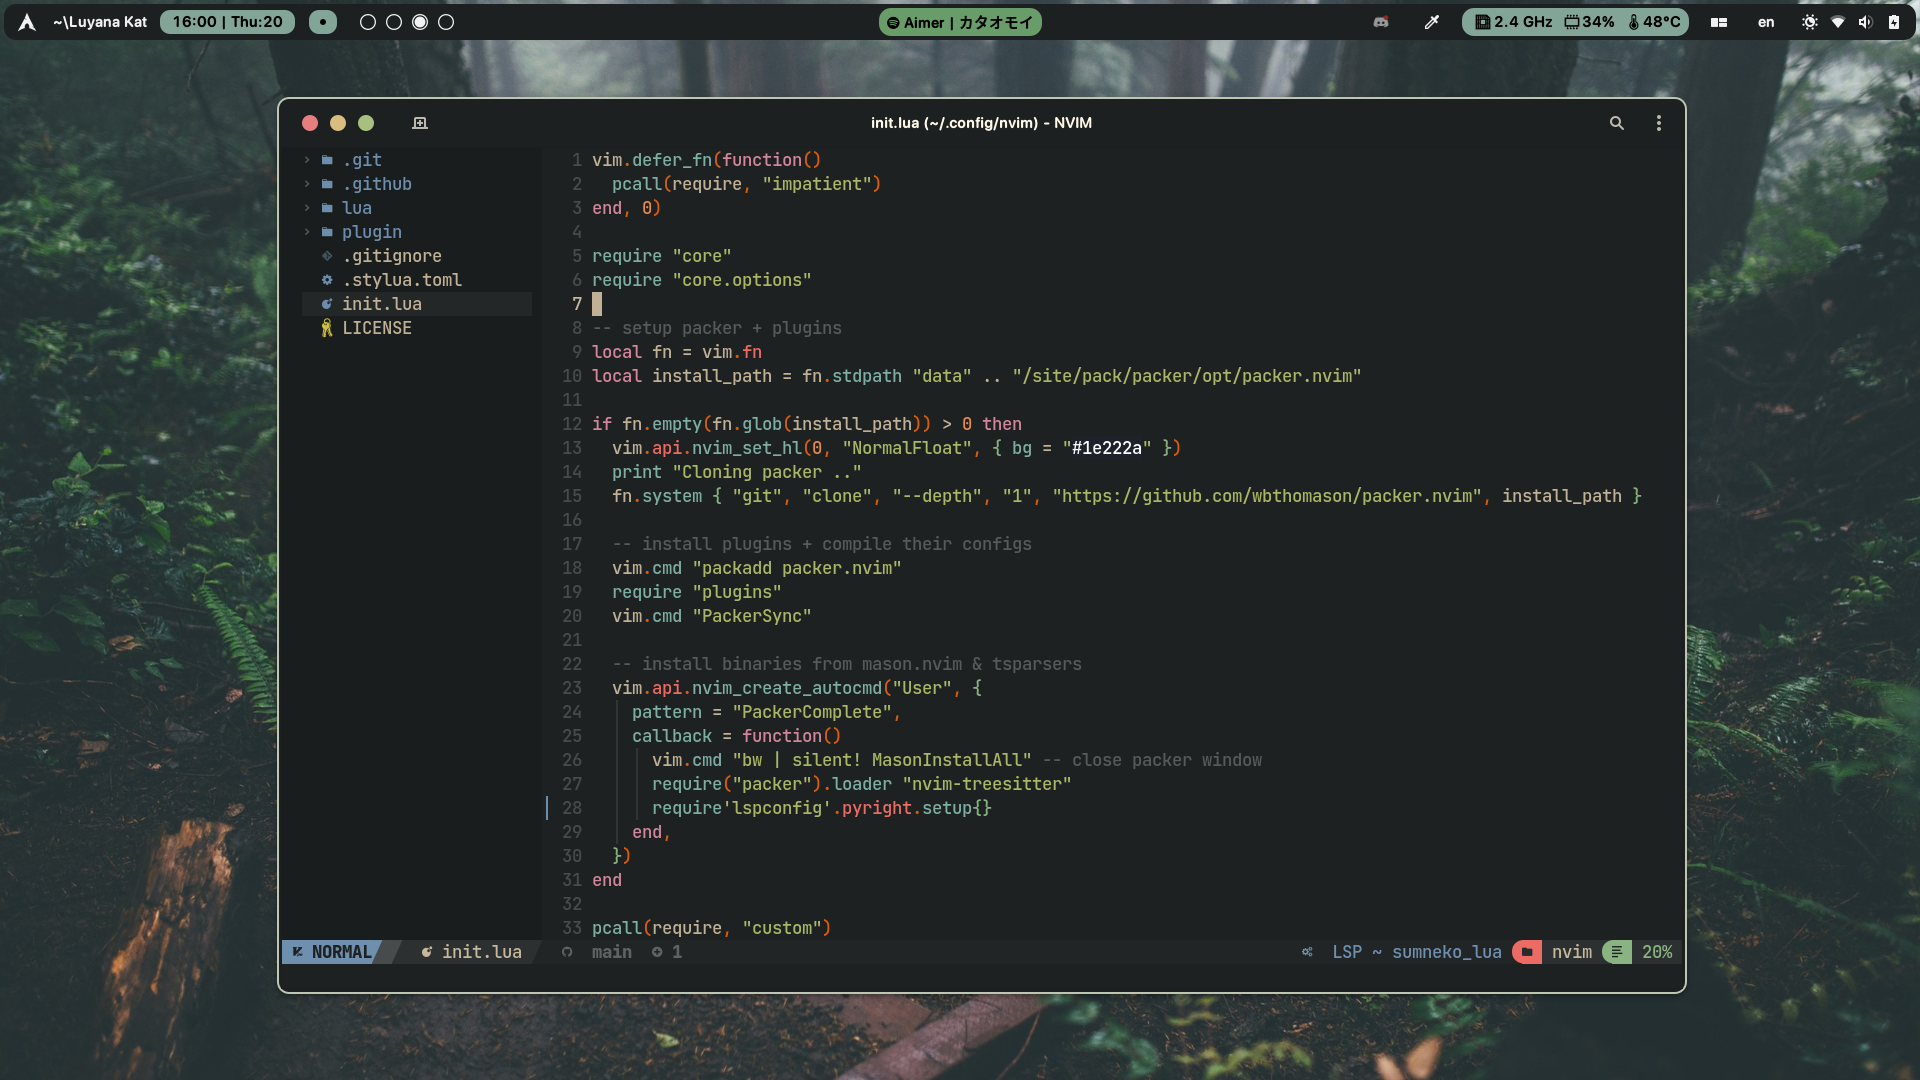 ~\Luyana Kat
16:00 | Thu:20
Aimer | カタオモイ
2.4 GHz
34%
48°C
en
init.lua (~/.config/nvim) - NVIM
.git
.github
lua
plugin
.gitignore
.stylua.toml
init.lua
LICENSE
1 vim.defer_fn(function()
2   pcall(require, "impatient")
3 end, 0)
4
5 require "core"
6 require "core.options"
7
8 -- setup packer + plugins
9 local fn = vim.fn
10 local install_path = fn.stdpath "data" .. "/site/pack/packer/opt/packer.nvim"
11
12 if fn.empty(fn.glob(install_path)) > 0 then
13   vim.api.nvim_set_hl(0, "NormalFloat", { bg = "#1e222a" })
14   print "Cloning packer .."
15   fn.system { "git", "clone", "--depth", "1", "https://github.com/wbthomason/packer.nvim", install_path }
16
17   -- install plugins + compile their configs
18   vim.cmd "packadd packer.nvim"
19   require "plugins"
20   vim.cmd "PackerSync"
21
22   -- install binaries from mason.nvim & tsparsers
23   vim.api.nvim_create_autocmd("User", {
24     pattern = "PackerComplete",
25     callback = function()
26       vim.cmd "bw | silent! MasonInstallAll" -- close packer window
27       require("packer").loader "nvim-treesitter"
28       require'lspconfig'.pyright.setup{}
29     end,
30   })
31 end
32
33 pcall(require, "custom")
NORMAL
init.lua
main
1
LSP ~ sumneko_lua
nvim
20%